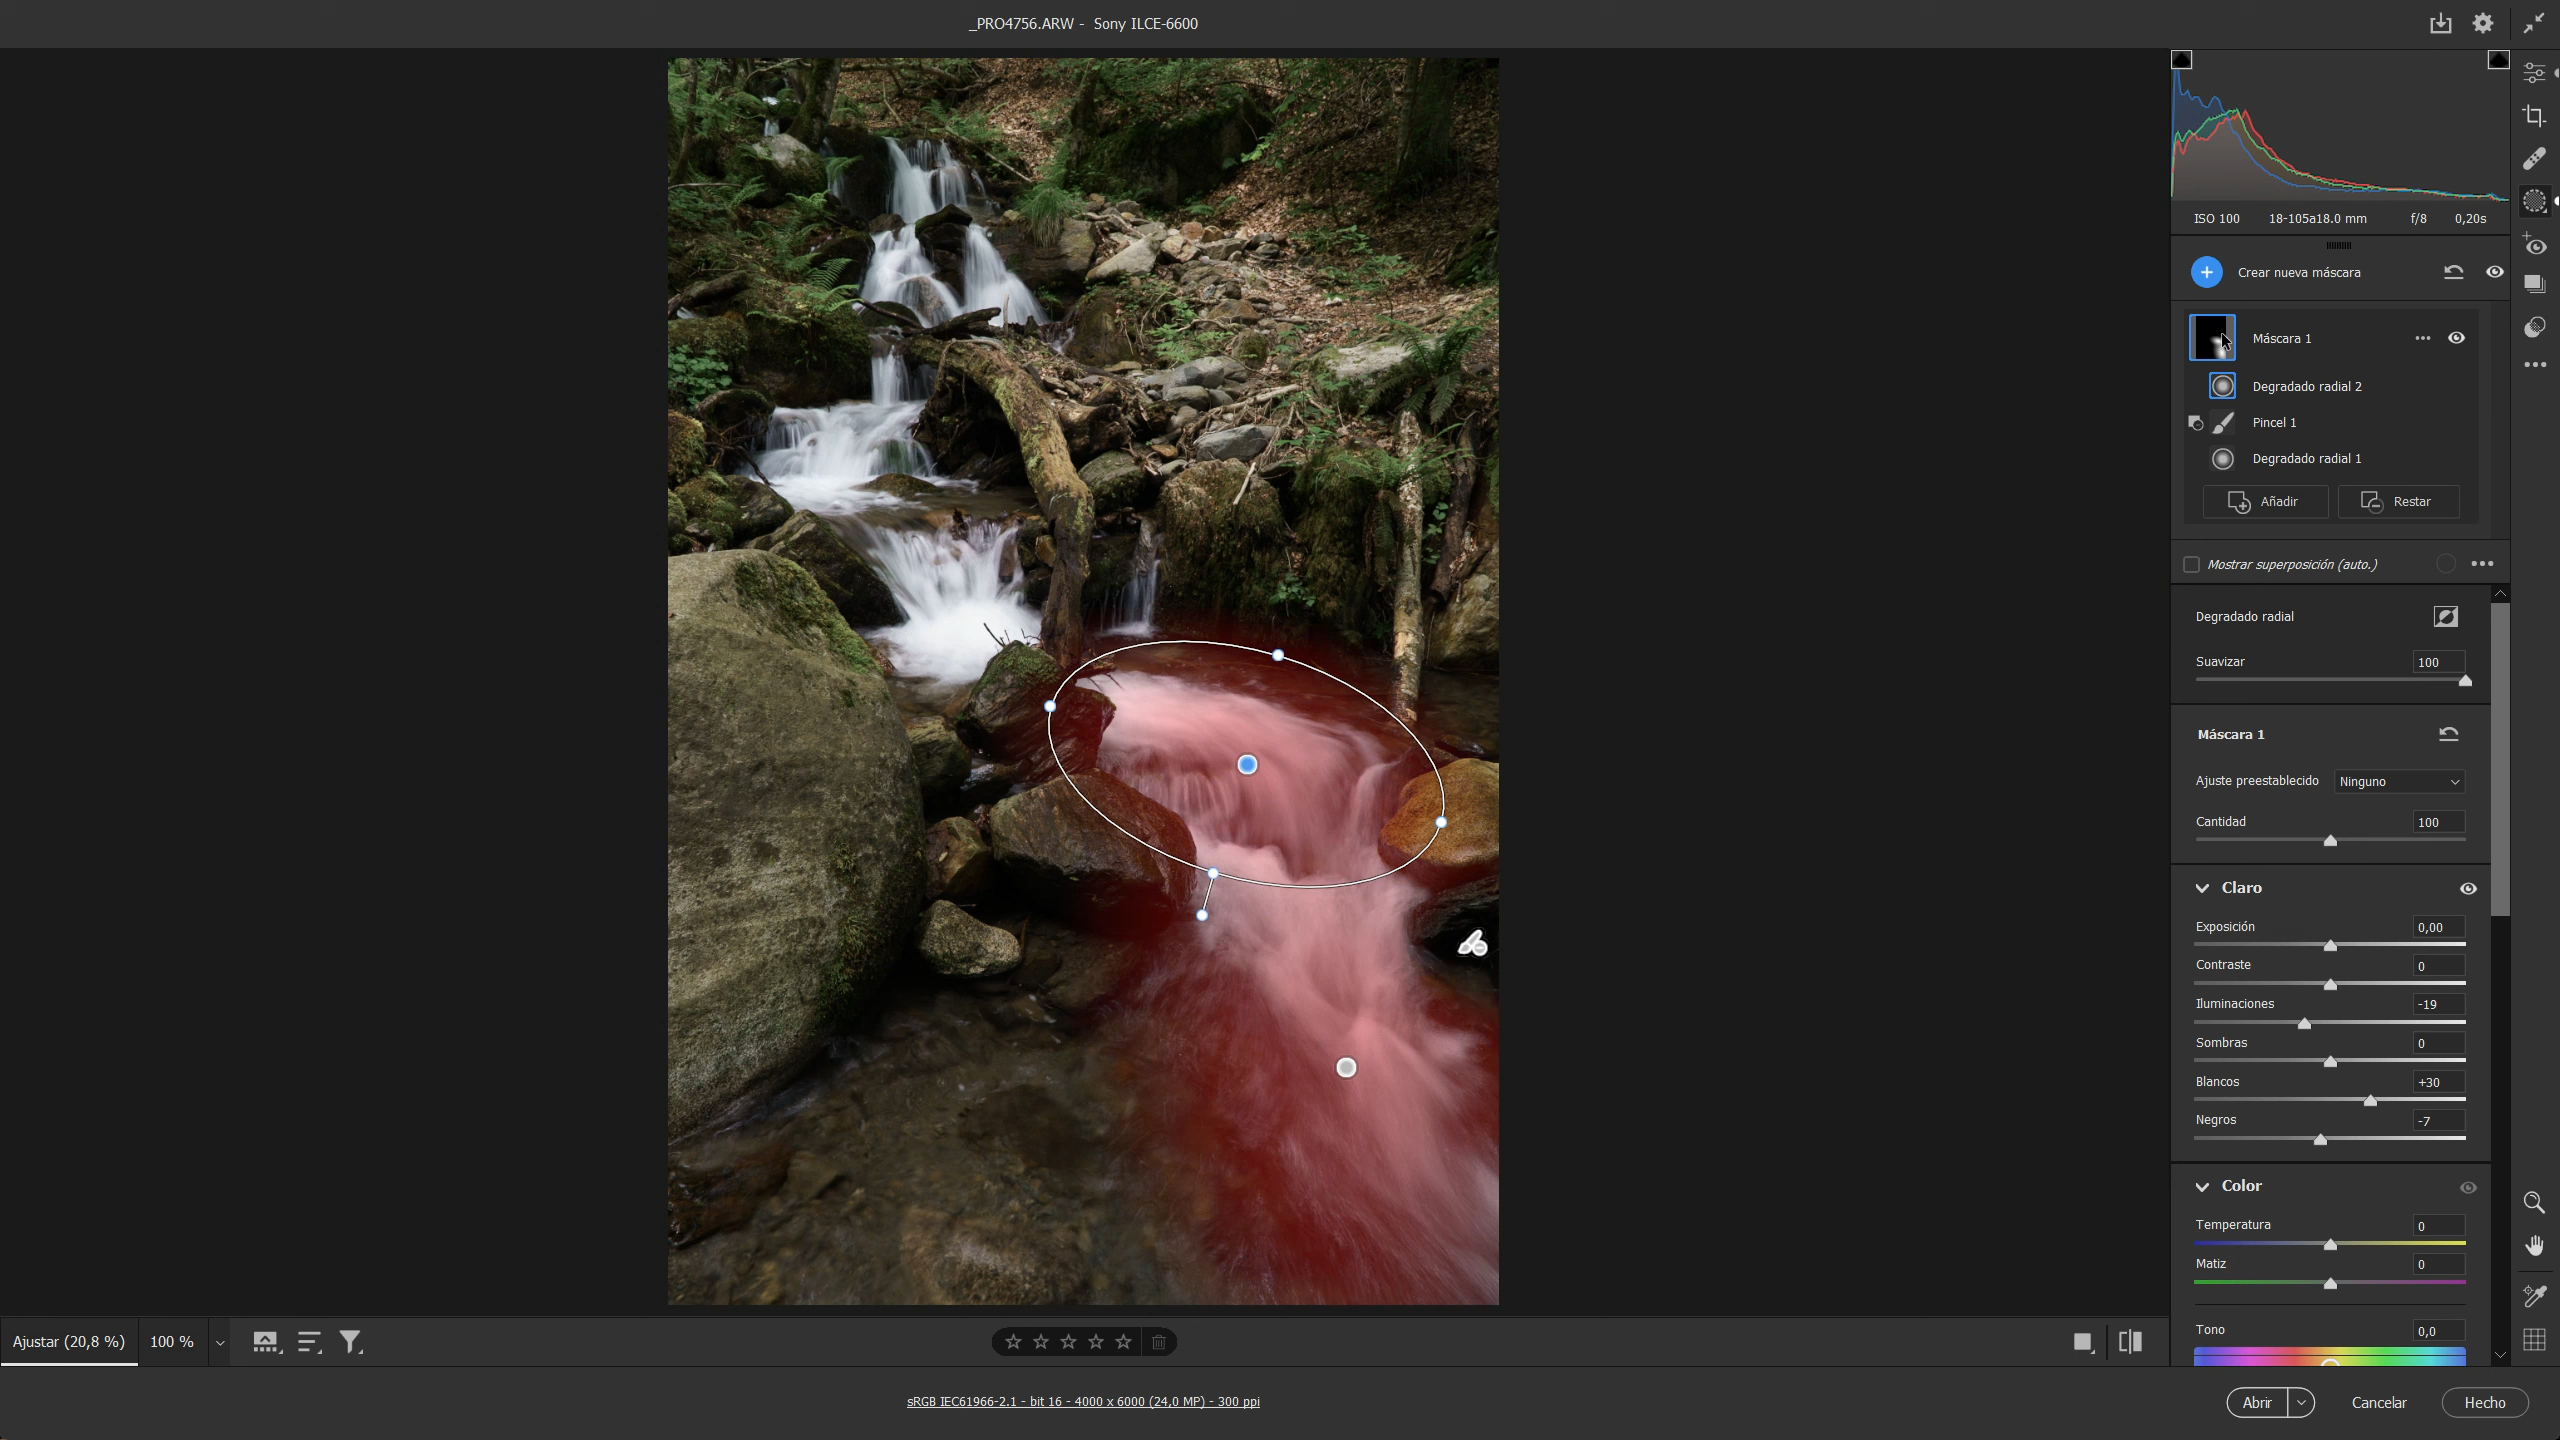 _PRO4756.ARW - Sony ILCE-6600
ISO 100 18-105a18.0 mm f/8 0,20s
Crear nueva máscara
Máscara 1
Degradado radial 2
Pincel 1
Degradado radial 1
Añadir Restar
Mostrar superposición (auto.)
Degradado radial
Suavizar 100
Máscara 1
Ajuste preestablecido Ninguno
Cantidad 100
Claro
Exposición 0,00
Contraste 0
Iluminaciones -19
Sombras 0
Blancos +30
Negros -7
Color
Temperatura 0
Matiz 0
Tono 0,0
Ajustar (20,8 %) 100 %
sRGB IEC61966-2.1 - bit 16 - 4000 x 6000 (24,0 MP) - 300 ppi
Abrir Cancelar Hecho